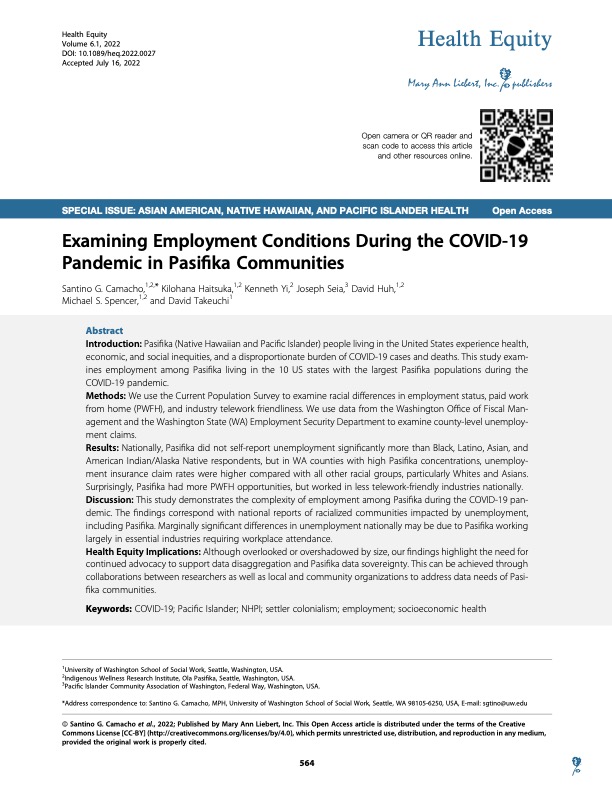 Health Equity
Volume 6.1, 2022
DOI: 10.1089/heq.2022.0027
Accepted July 16, 2022
Health Equity
Mary Ann Liebert, Inc. publishers
Open camera or QR reader and
scan code to access this article
and other resources online.
SPECIAL ISSUE: ASIAN AMERICAN, NATIVE HAWAIIAN, AND PACIFIC ISLANDER HEALTH Open Access
Examining Employment Conditions During the COVID-19
Pandemic in Pasifika Communities
Santino G. Camacho,1,2,* Kilohana Haitsuka,1,2 Kenneth Yi,2 Joseph Seia,3 David Huh,1,2
Michael S. Spencer,1,2 and David Takeuchi1
Abstract
Introduction: Pasifika (Native Hawaiian and Pacific Islander) people living in the United States experience health,
economic, and social inequities, and a disproportionate burden of COVID-19 cases and deaths. This study exam-
ines employment among Pasifika living in the 10 US states with the largest Pasifika populations during the
COVID-19 pandemic.
Methods: We use the Current Population Survey to examine racial differences in employment status, paid work
from home (PWFH), and industry telework friendliness. We use data from the Washington Office of Fiscal Man-
agement and the Washington State (WA) Employment Security Department to examine county-level unemploy-
ment claims.
Results: Nationally, Pasifika did not self-report unemployment significantly more than Black, Latino, Asian, and
American Indian/Alaska Native respondents, but in WA counties with high Pasifika concentrations, unemploy-
ment insurance claim rates were higher compared with all other racial groups, particularly Whites and Asians.
Surprisingly, Pasifika had more PWFH opportunities, but worked in less telework-friendly industries nationally.
Discussion: This study demonstrates the complexity of employment among Pasifika during the COVID-19 pan-
demic. The findings correspond with national reports of racialized communities impacted by unemployment,
including Pasifika. Marginally significant differences in unemployment nationally may be due to Pasifika working
largely in essential industries requiring workplace attendance.
Health Equity Implications: Although overlooked or overshadowed by size, our findings highlight the need for
continued advocacy to support data disaggregation and Pasifika data sovereignty. This can be achieved through
collaborations between researchers as well as local and community organizations to address data needs of Pasi-
fika communities.
Keywords: COVID-19; Pacific Islander; NHPI; settler colonialism; employment; socioeconomic health
1University of Washington School of Social Work, Seattle, Washington, USA.
2Indigenous Wellness Research Institute, Ola Pasifika, Seattle, Washington, USA.
3Pacific Islander Community Association of Washington, Federal Way, Washington, USA.
*Address correspondence to: Santino G. Camacho, MPH, University of Washington School of Social Work, Seattle, WA 98105-6250, USA, E-mail: sgtino@uw.edu
© Santino G. Camacho et al., 2022; Published by Mary Ann Liebert, Inc. This Open Access article is distributed under the terms of the Creative
Commons License [CC-BY] (http://creativecommons.org/licenses/by/4.0), which permits unrestricted use, distribution, and reproduction in any medium,
provided the original work is properly cited.
564